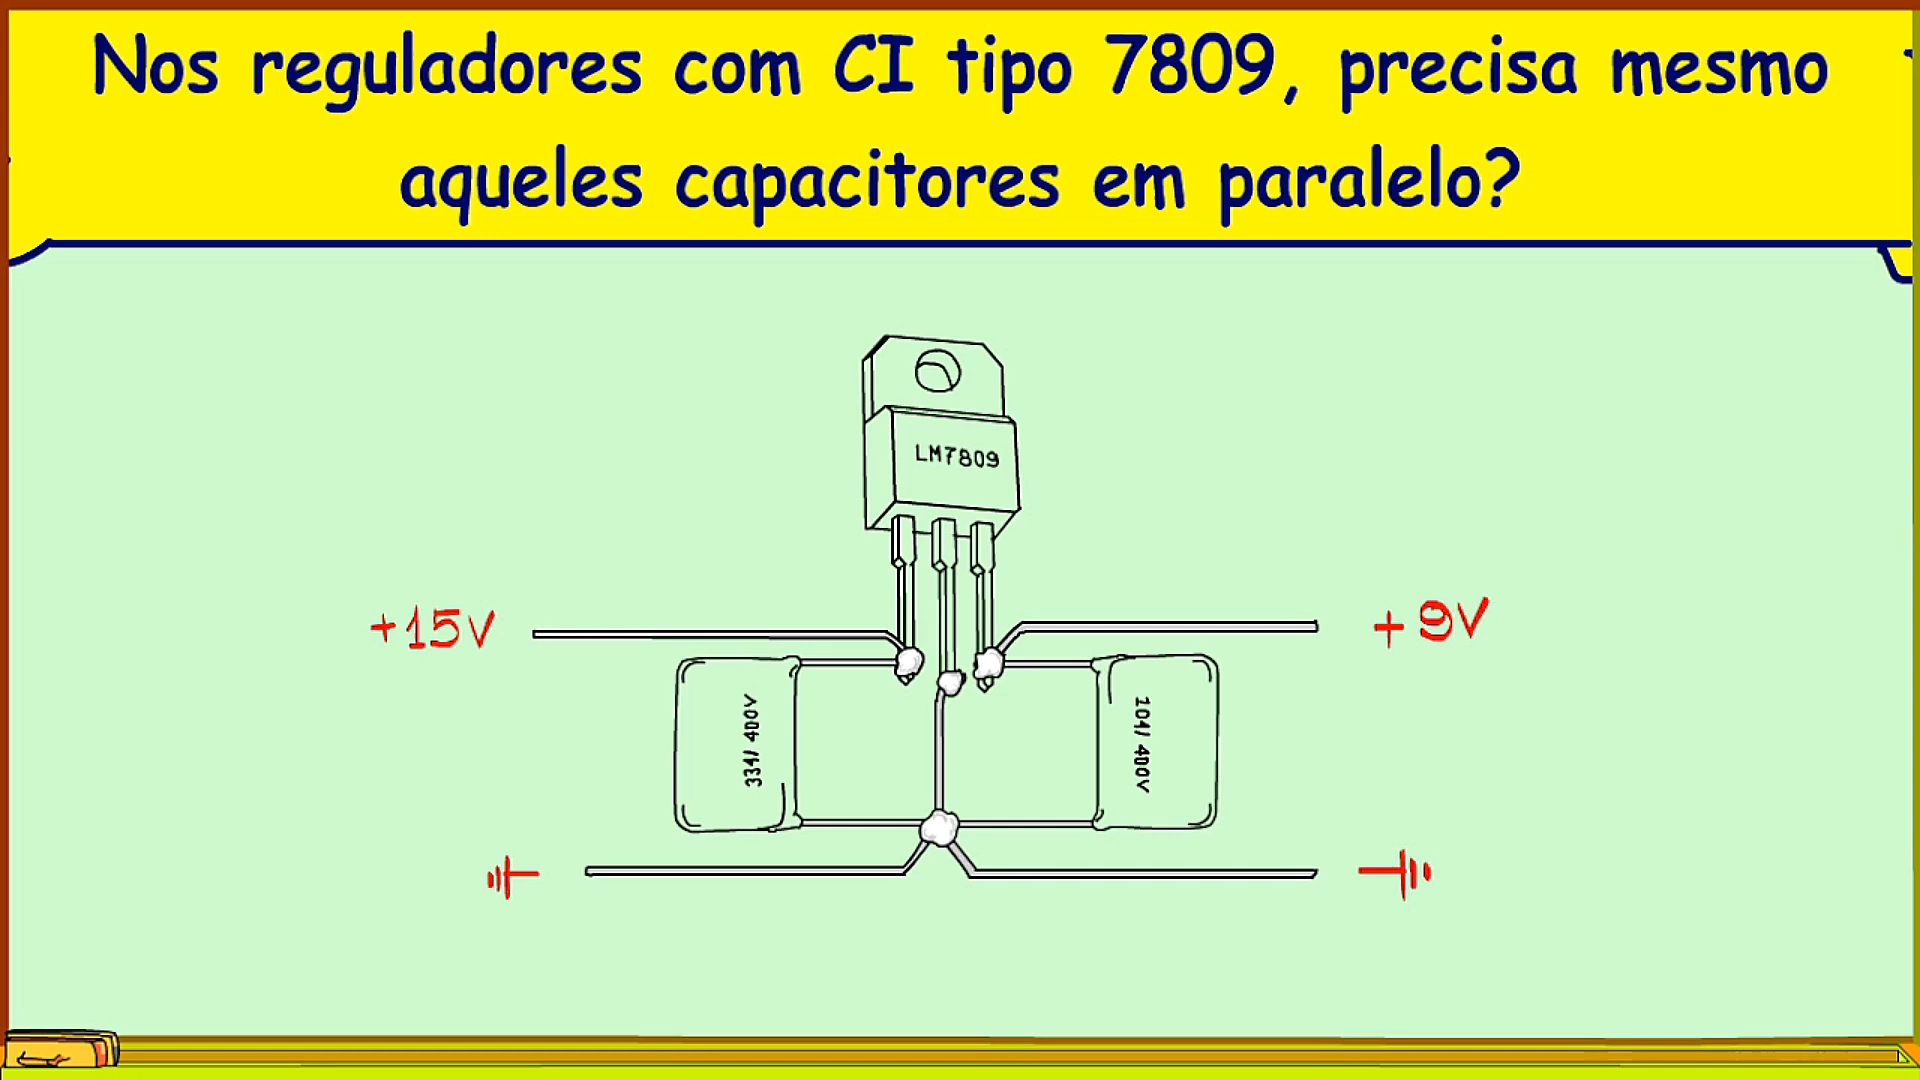 Nos reguladores com CI tipo 7809, precisa mesmo
aqueles capacitores em paralelo?
LM7809
+15V
+9V
334/ 400V
104/ 400V